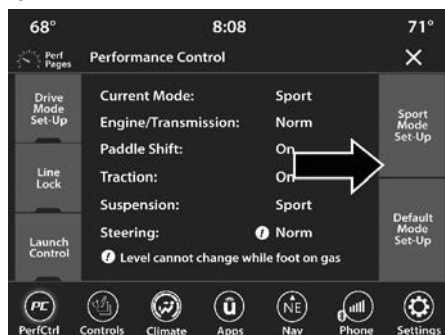 68°
8:08
71°
Perf
Pages
Performance Control
X
Drive
Mode
Set-Up
Line
Lock
Launch
Control
Current Mode: Sport
Engine/Transmission: Norm
Paddle Shift: On
Traction: On
Suspension: Sport
Steering: ! Norm
! Level cannot change while foot on gas
Sport
Mode
Set-Up
Default
Mode
Set-Up
PC
û
NE
PerfCtrl Controls Climate Apps Nav Phone Settings